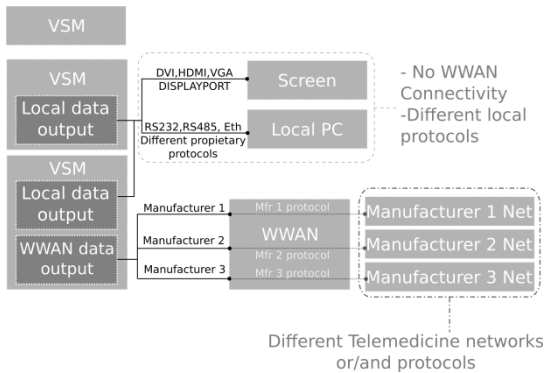 VSM
VSM
Local data
output
DVI,HDMI,VGA
DISPLAYPORT
Screen
RS232,RS485, Eth
Different propietary
protocols
Local PC
- No WWAN
Connectivity
-Different local
protocols
VSM
Local data
output
WWAN data
output
Manufacturer 1
Manufacturer 2
Manufacturer 3
Mfr 1 protocol
WWAN
Mfr 2 protocol
Mfr 3 protocol
Manufacturer 1 Net
Manufacturer 2 Net
Manufacturer 3 Net
Different Telemedicine networks
or/and protocols